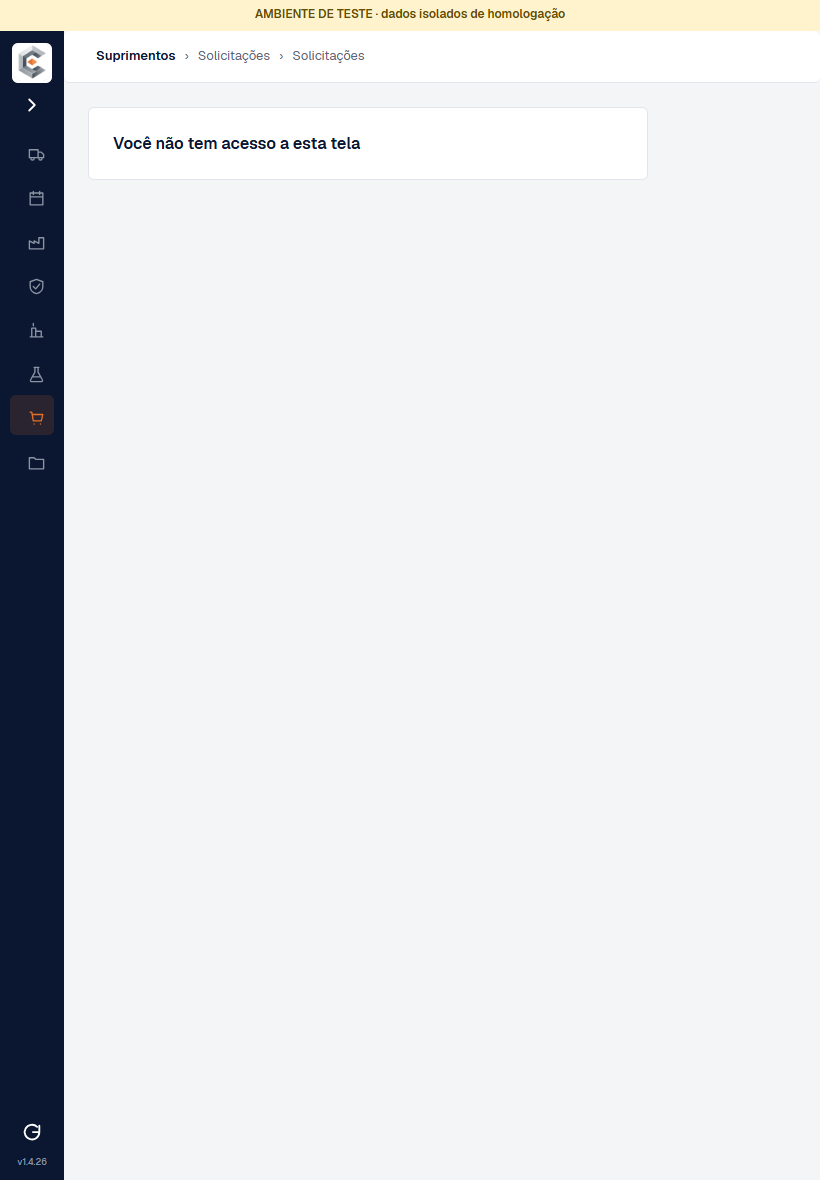 AMBIENTE DE TESTE · dados isolados de homologação
Suprimentos › Solicitações › Solicitações
Você não tem acesso a esta tela
v1.4.26